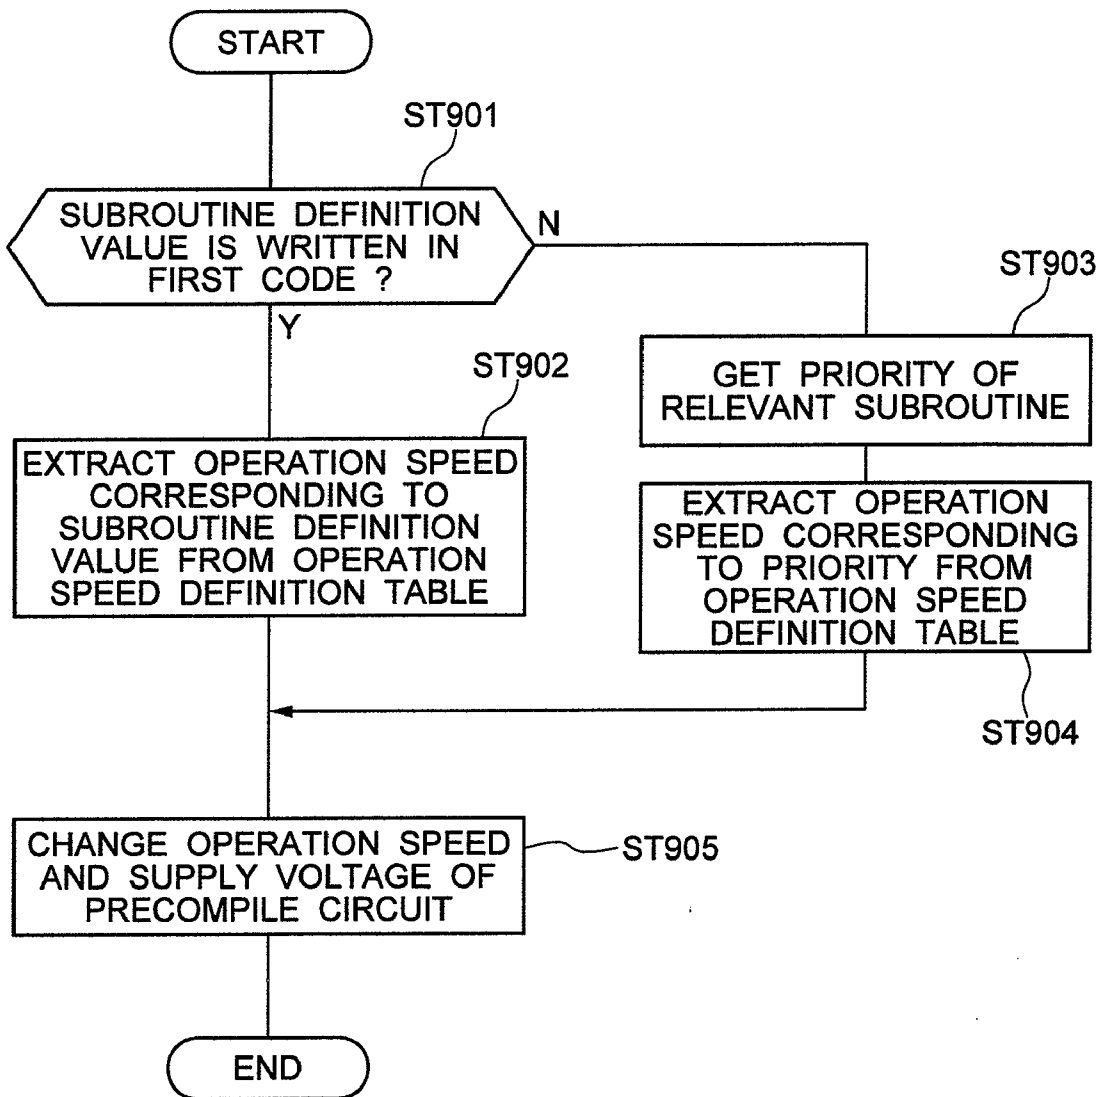 START
ST901
SUBROUTINE DEFINITION
VALUE IS WRITTEN IN
FIRST CODE ?
N
Y
ST903
GET PRIORITY OF
RELEVANT SUBROUTINE
ST902
EXTRACT OPERATION SPEED
CORRESPONDING TO
SUBROUTINE DEFINITION
VALUE FROM OPERATION
SPEED DEFINITION TABLE
EXTRACT OPERATION
SPEED CORRESPONDING
TO PRIORITY FROM
OPERATION SPEED
DEFINITION TABLE
ST904
CHANGE OPERATION SPEED
AND SUPPLY VOLTAGE OF
PRECOMPILE CIRCUIT
ST905
END